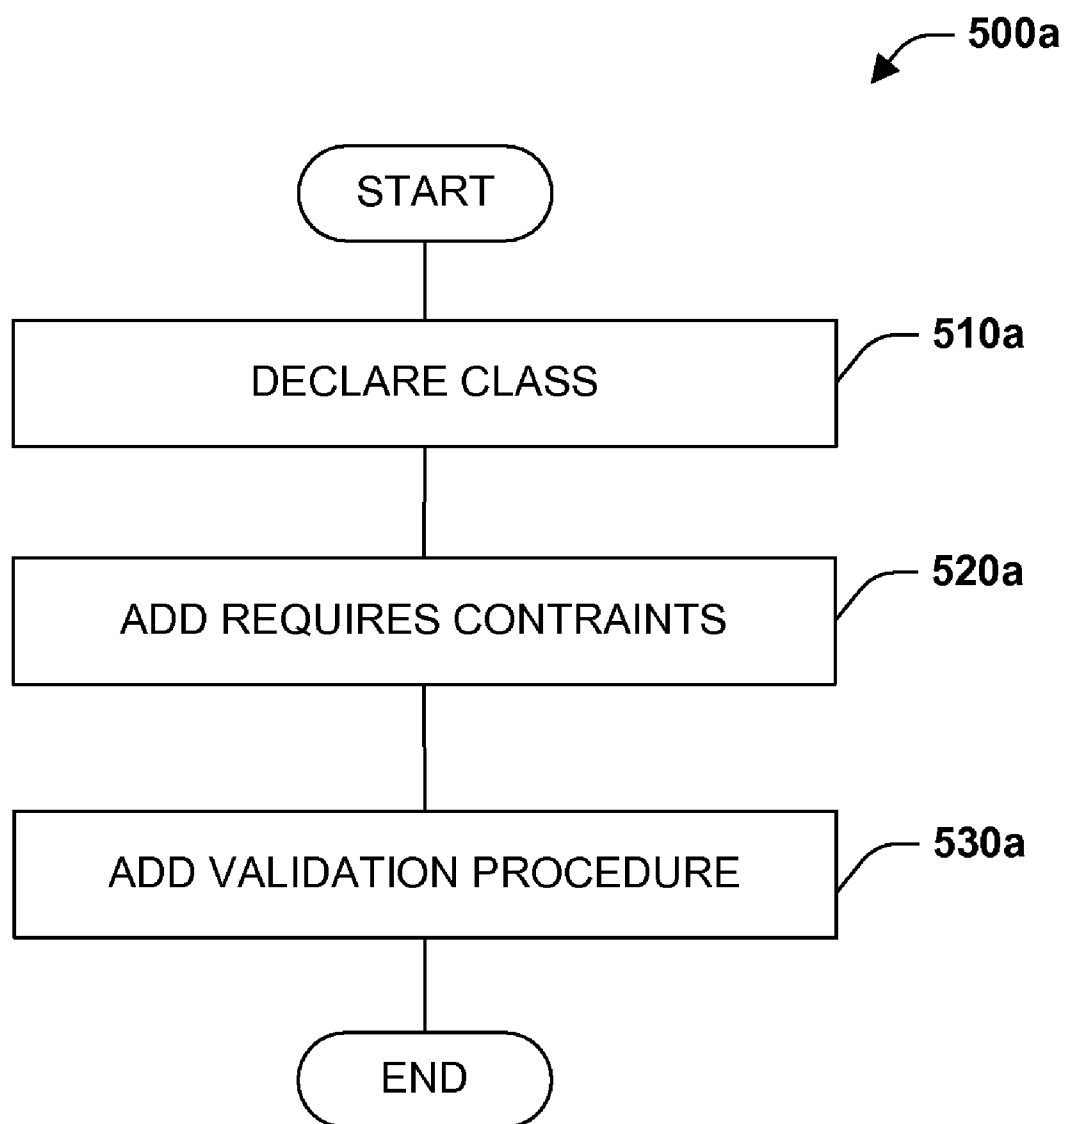 500a
START
DECLARE CLASS
510a
ADD REQUIRES CONTRAINTS
520a
ADD VALIDATION PROCEDURE
530a
END